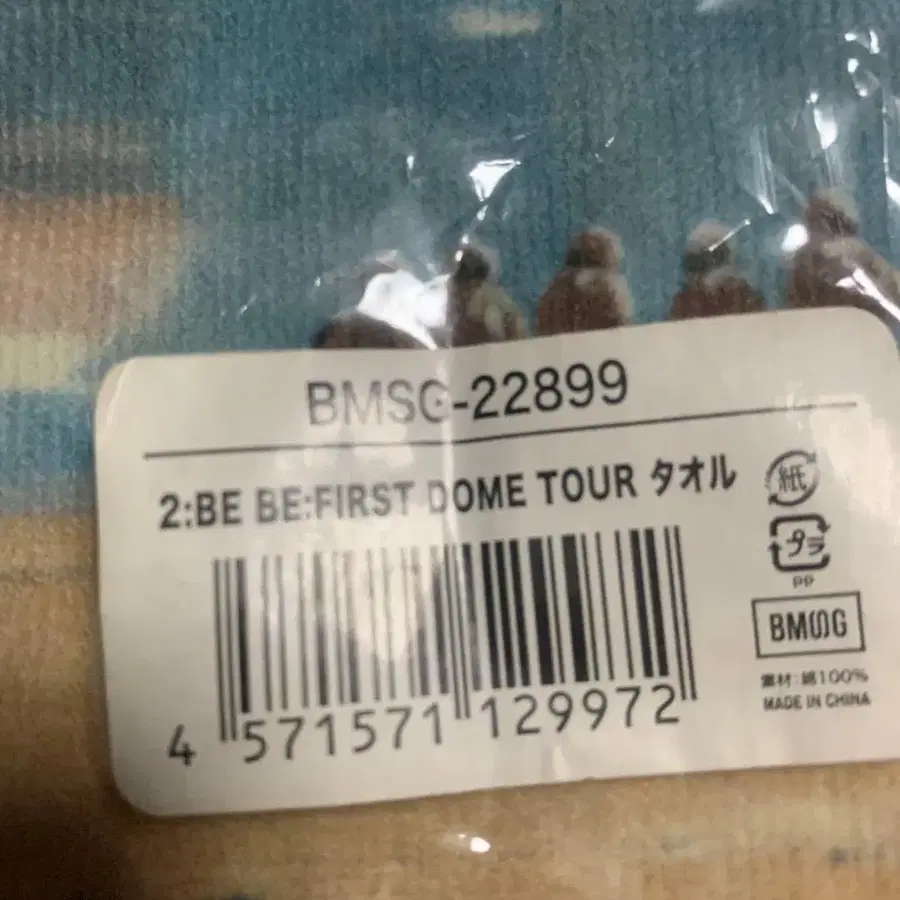 BMSG-22899
2:BE BE:FIRST DOME TOUR タオル
紙
プラ
PP
BMSG
素材:綿100%
MADE IN CHINA
4 571571 129972